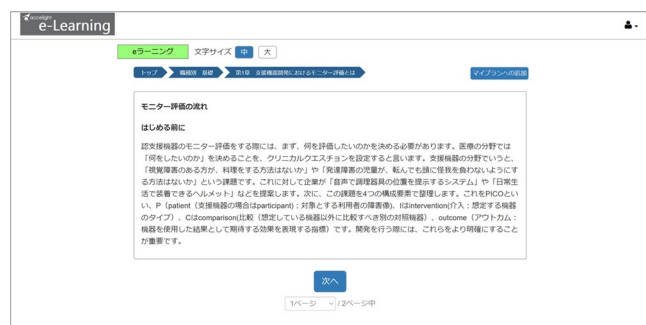 accelight
e-Learning
eラーニング 文字サイズ 中 大
トップ 職種別 基礎 第1章 支援機器開発におけるモニター評価とは マイプランへの追加
モニター評価の流れ
はじめる前に
認支援機器のモニター評価をする際には、まず、何を評価したいのかを決める必要があります。医療の分野では
「何をしたいのか」を決めることを、クリニカルクエスチョンを設定すると言います。支援機器の分野でいうと、
「視覚障害のある方が、料理をする方法はないか」や「発達障害の児童が、転んでも頭に怪我を負わないようにす
る方法はないか」という課題です。これに対して企業が「音声で調理器具の位置を提示するシステム」や「日常生
活で装着できるヘルメット」などを提案します。次に、この課題を4つの構成要素で整理します。これをPICOとい
い、P（patient（支援機器の場合はparticipant）: 対象とする利用者の障害像)、Iはintervention(介入：想定する機器
のタイプ）、Cはcomparison(比較（想定している機器以外に比較すべき別の対照機器）、outcome（アウトカム：
機器を使用した結果として期待する効果を表現する指標）です。開発を行う際には、これらをより明確にすること
が重要です。
次へ
1ページ / 2ページ中